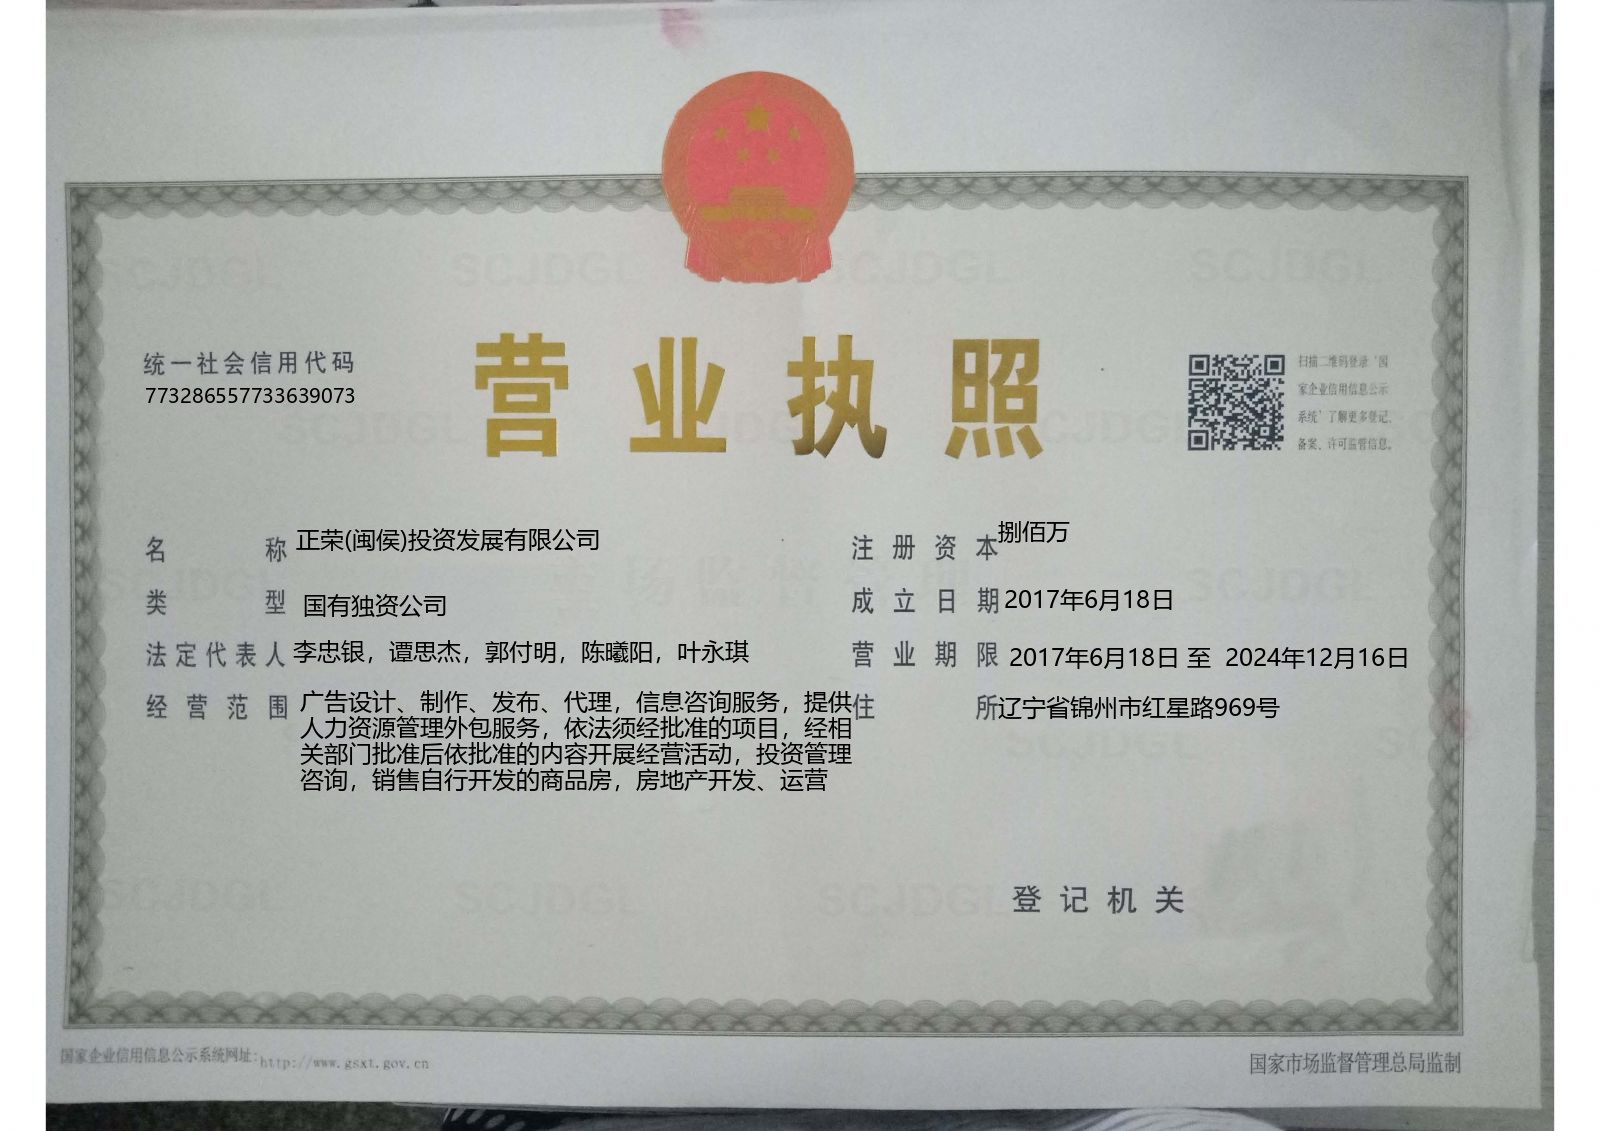 统一社会信用代码
773286557733639073
营业执照
扫描二维码登录‘国
家企业信用信息公示
系统’了解更多登记、
备案、许可监管信息。
名称 正荣(闽侯)投资发展有限公司
类型 国有独资公司
法定代表人 李忠银，谭思杰，郭付明，陈曦阳，叶永琪
经营范围 广告设计、制作、发布、代理，信息咨询服务，提供
人力资源管理外包服务，依法须经批准的项目，经相
关部门批准后依批准的内容开展经营活动，投资管理
咨询，销售自行开发的商品房，房地产开发、运营
注册资本 捌佰万
成立日期 2017年6月18日
营业期限 2017年6月18日 至 2024年12月16日
住所 辽宁省锦州市红星路969号
登记机关
国家企业信用信息公示系统网址:http://www.gsxt.gov.cn
国家市场监督管理总局监制